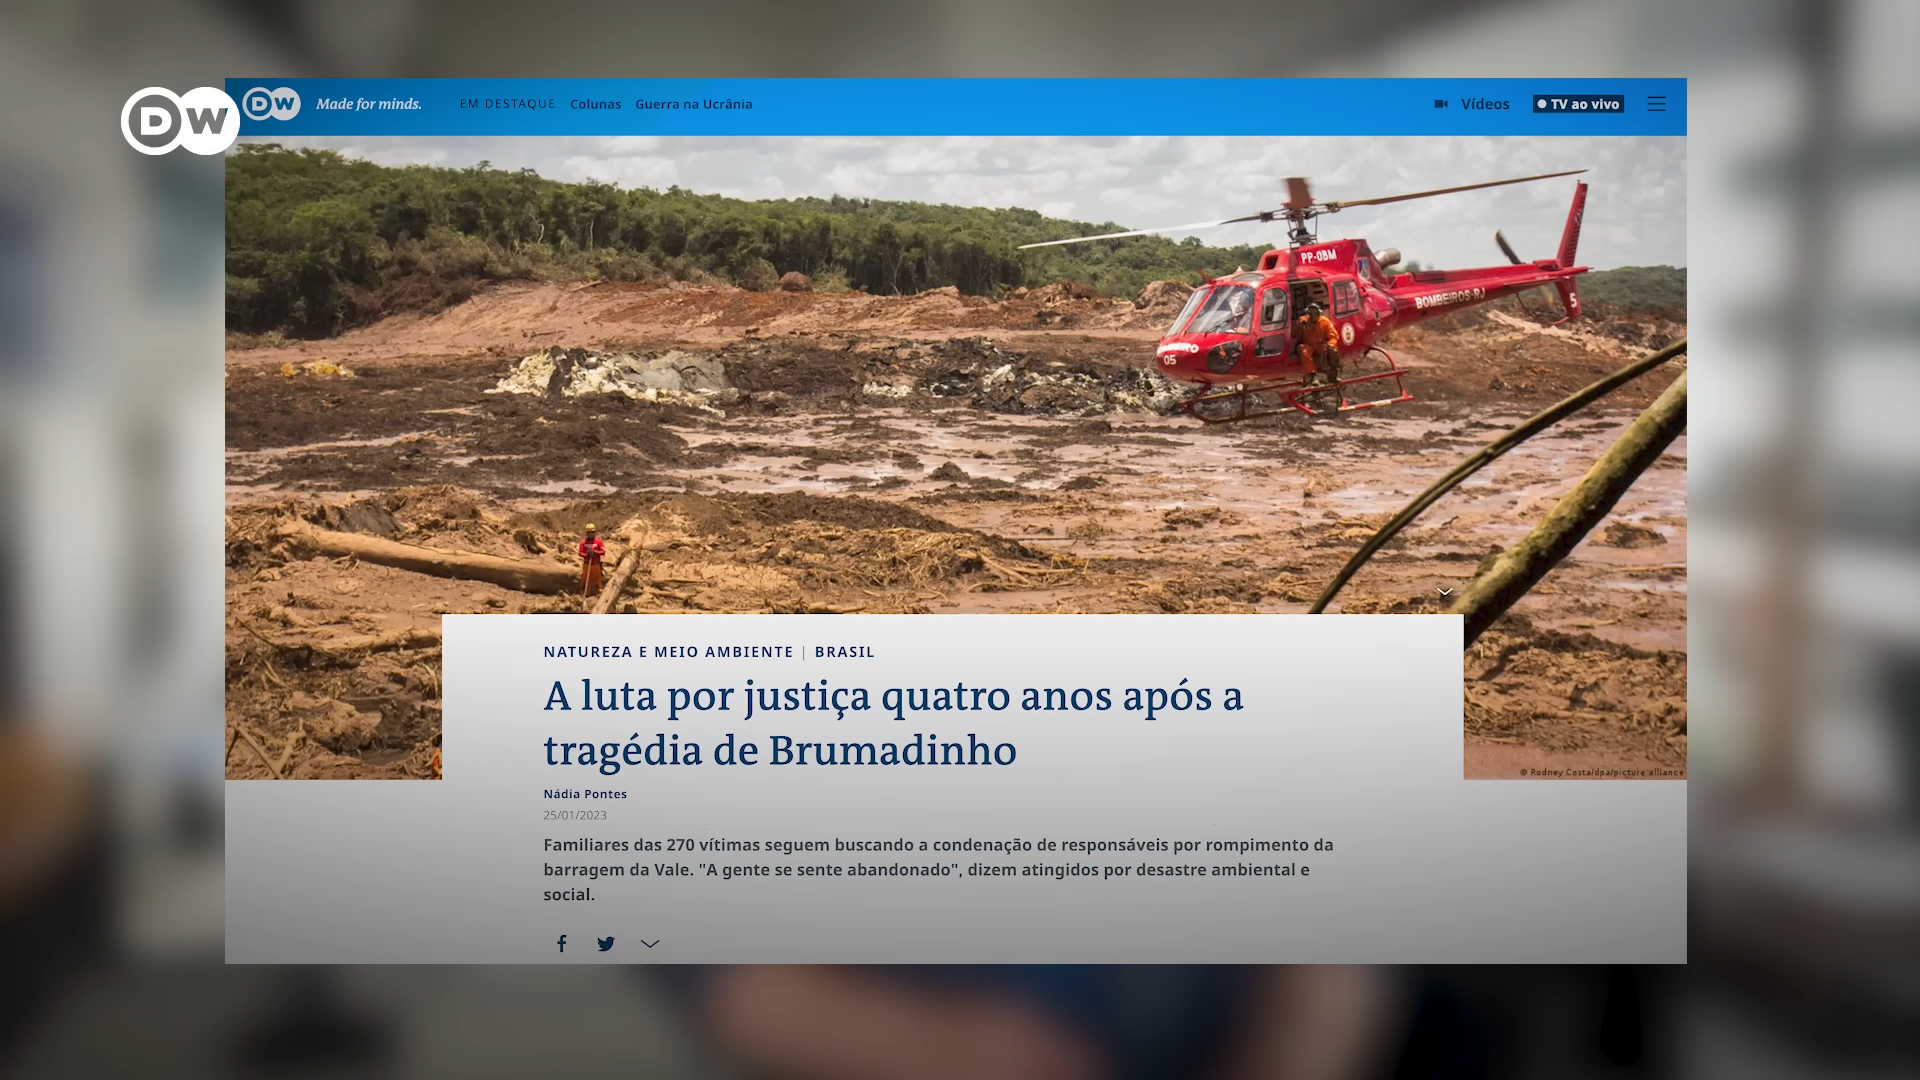 DW
DW Made for minds. EM DESTAQUE Colunas Guerra na Ucrânia Vídeos TV ao vivo
PP-OBM
BOMBEIROS-RJ
5
05
NATUREZA E MEIO AMBIENTE | BRASIL
A luta por justiça quatro anos após a
tragédia de Brumadinho
© Rodney Costa/dpa/picture alliance
Nádia Pontes
25/01/2023
Familiares das 270 vítimas seguem buscando a condenação de responsáveis por rompimento da
barragem da Vale. "A gente se sente abandonado", dizem atingidos por desastre ambiental e
social.